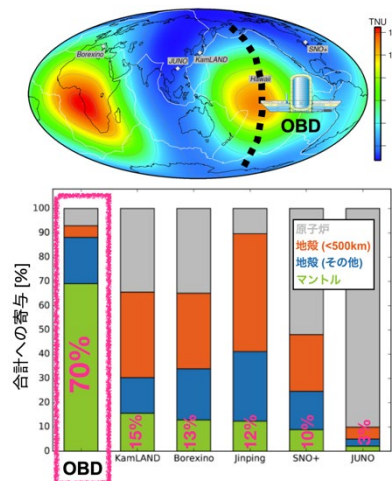 TNU
Borexino
JUNO
KamLAND
SNO+
Hawaii
OBD
合計への寄与 [%]
100
90
80
70
60
50
40
30
20
10
0
原子炉
地殻 (<500km)
地殻 (その他)
マントル
70%
15%
13%
12%
10%
OBD
KamLAND
Borexino
Jinping
SNO+
JUNO